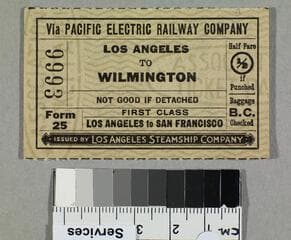 Via PACIFIC ELECTRIC RAILWAY COMPANY
9993
LOS ANGELES
TO
WILMINGTON
NOT GOOD IF DETACHED
FIRST CLASS
LOS ANGELES to SAN FRANCISCO
Form
25
Half Fare
½
if
Punched
Baggage
B.C.
Checked
ISSUED BY LOS ANGELES STEAMSHIP COMPANY
CM
2
3
Services